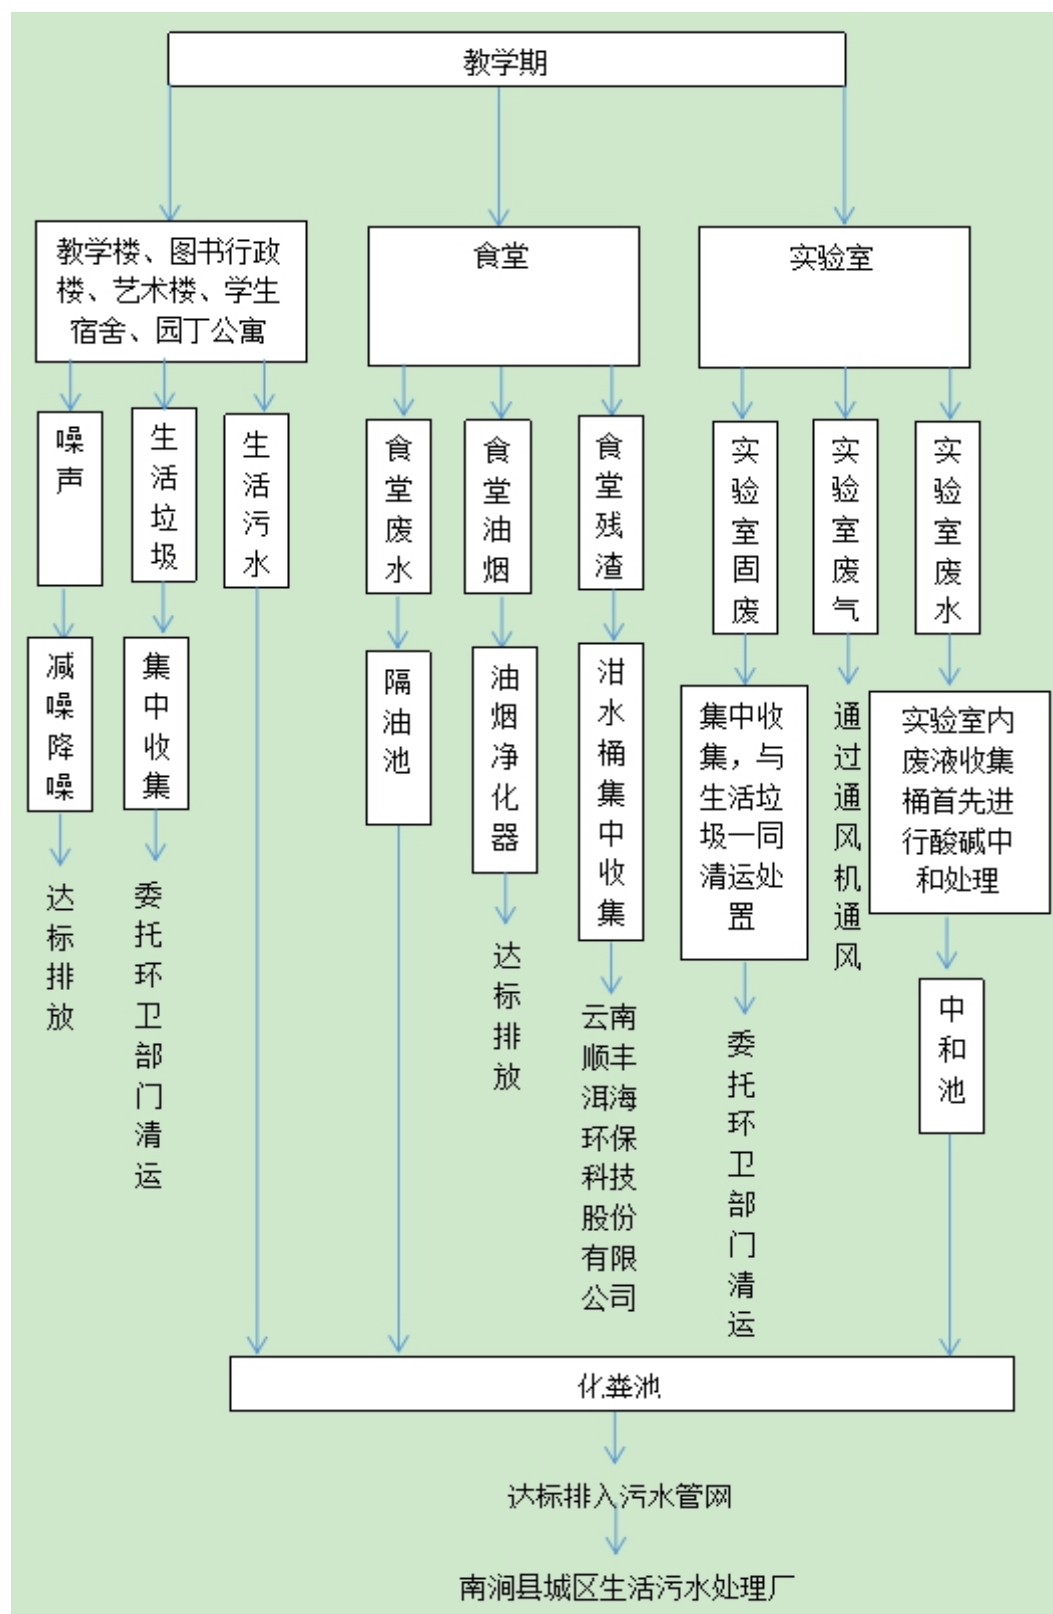 教学期
教学楼、图书行政
楼、艺术楼、学生
宿舍、园丁公寓
食堂
实验室
噪声
生活垃圾
生活污水
食堂废水
食堂油烟
食堂残渣
实验室固废
实验室废气
实验室废水
减噪降噪
集中收集
隔油池
油烟净化器
泔水桶集中收集
集中收
集，与
生活垃
圾一同
清运处
置
通过通风机通风
实验室内
废液收集
桶首先进
行酸碱中
和处理
达标排放
委托环卫部门清运
达标排放
云南
顺丰
洱海
环保
科技
股份
有限
公司
委托环卫部门清运
中和池
化粪池
达标排入污水管网
南涧县城区生活污水处理厂